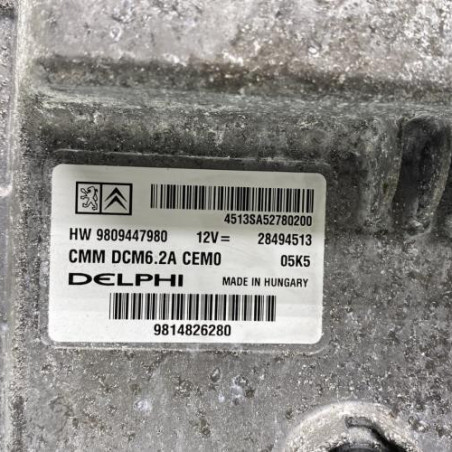 4513SA52780200
HW 9809447980 12V= 28494513
CMM DCM6.2A CEM0 05K5
DELPHI MADE IN HUNGARY
9814826280